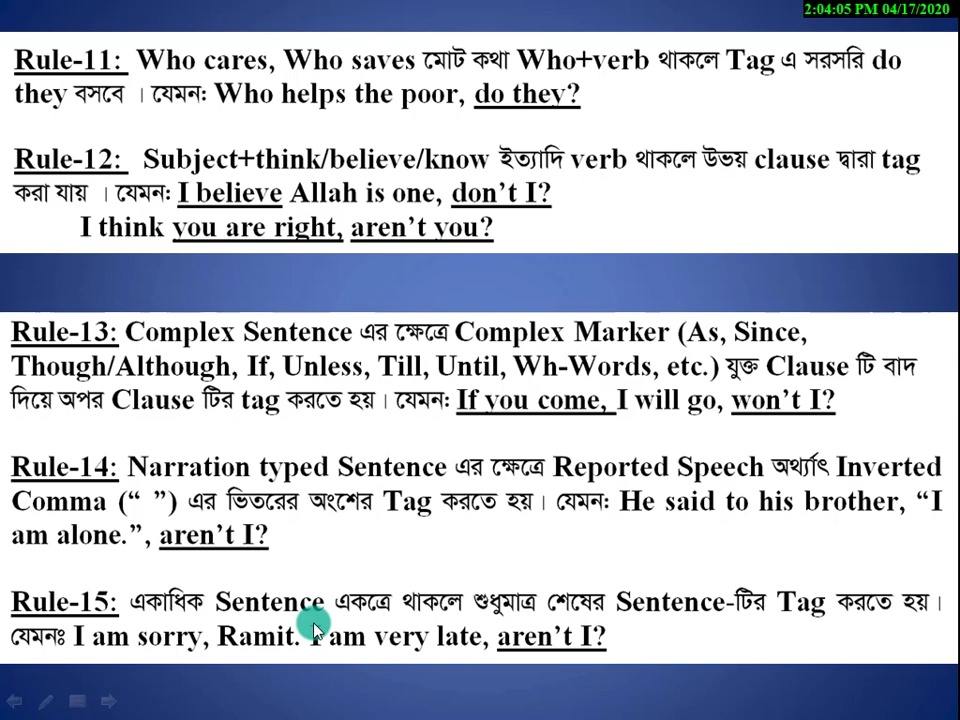 2:04:05 PM 04/17/2020
Rule-11: Who cares, Who saves মোট কথা Who+verb থাকলে Tag এ সরসরি do
they বসবে । যেমনঃ Who helps the poor, do they?
Rule-12: Subject+think/believe/know ইত্যাদি verb থাকলে উভয় clause দ্বারা tag
করা যায় । যেমনঃ I believe Allah is one, don't I?
I think you are right, aren't you?
Rule-13: Complex Sentence এর ক্ষেত্রে Complex Marker (As, Since,
Though/Although, If, Unless, Till, Until, Wh-Words, etc.) যুক্ত Clause টি বাদ
দিয়ে অপর Clause টির tag করতে হয়। যেমনঃ If you come, I will go, won't I?
Rule-14: Narration typed Sentence এর ক্ষেত্রে Reported Speech অর্থ্যাৎ Inverted
Comma (“ ”) এর ভিতরের অংশের Tag করতে হয়। যেমনঃ He said to his brother, “I
am alone.”, aren't I?
Rule-15: একাধিক Sentence একত্রে থাকলে শুধুমাত্র শেষের Sentence-টির Tag করতে হয়।
যেমনঃ I am sorry, Ramit. I am very late, aren't I?